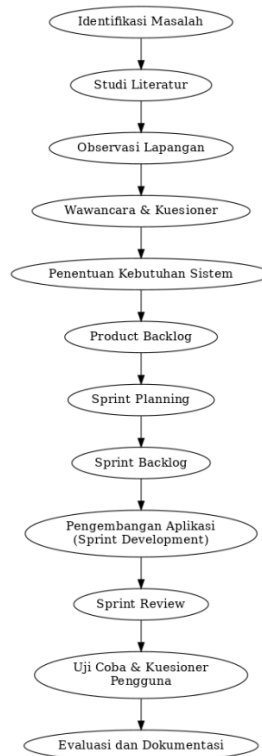 Identifikasi Masalah
Studi Literatur
Observasi Lapangan
Wawancara & Kuesioner
Penentuan Kebutuhan Sistem
Product Backlog
Sprint Planning
Sprint Backlog
Pengembangan Aplikasi
(Sprint Development)
Sprint Review
Uji Coba & Kuesioner
Pengguna
Evaluasi dan Dokumentasi